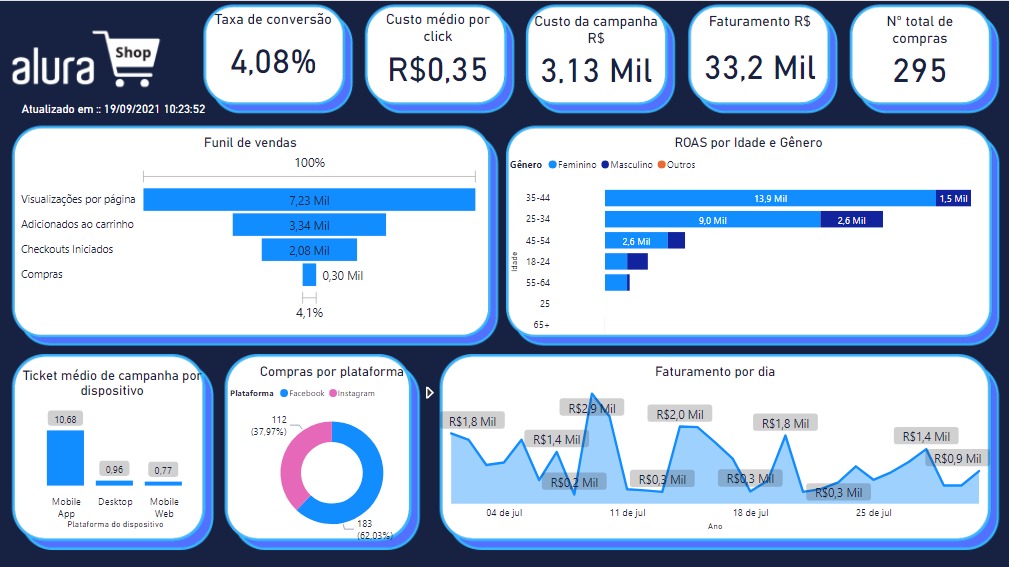 alura
Shop
Atualizado em :: 19/09/2021 10:23:52
Taxa de conversão
4,08%
Custo médio por
click
R$0,35
Custo da campanha
R$
3,13 Mil
Faturamento R$
33,2 Mil
N° total de
compras
295
Funil de vendas
100%
Visualizações por página
7,23 Mil
Adicionados ao carrinho
3,34 Mil
Checkouts Iniciados
2,08 Mil
Compras
0,30 Mil
4,1%
ROAS por Idade e Gênero
Gênero Feminino Masculino Outros
Idade
35-44
13,9 Mil
1,5 Mil
25-34
9,0 Mil
2,6 Mil
45-54
2,6 Mil
18-24
55-64
25
65+
Ticket médio de campanha por
dispositivo
10,68
0,96
0,77
Mobile
App
Desktop
Mobile
Web
Plataforma do dispositivo
Compras por plataforma
Plataforma Facebook Instagram
112
(37,97%)
183
(62,03%)
Faturamento por dia
R$1,8 Mil
R$1,4 Mil
R$0,2 Mil
R$2,9 Mil
R$0,3 Mil
R$2,0 Mil
R$0,3 Mil
R$1,8 Mil
R$0,3 Mil
R$1,4 Mil
R$0,9 Mil
04 de jul
11 de jul
18 de jul
25 de jul
Ano